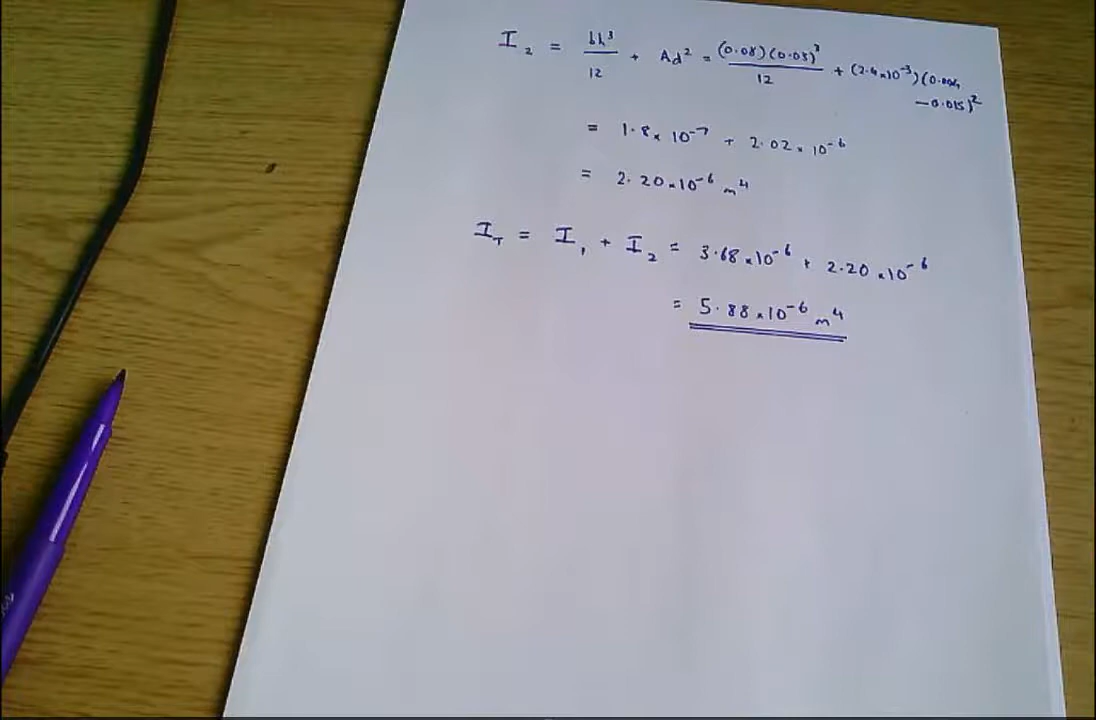 I₂ = bh³/12 + Ad² = (0.08)(0.03)³/12 + (2.4×10⁻³)(0.044
−0.015)²
= 1.8×10⁻⁷ + 2.02×10⁻⁶
= 2.20×10⁻⁶ m⁴
I_T = I₁ + I₂ = 3.68×10⁻⁶ + 2.20×10⁻⁶
= 5.88×10⁻⁶ m⁴